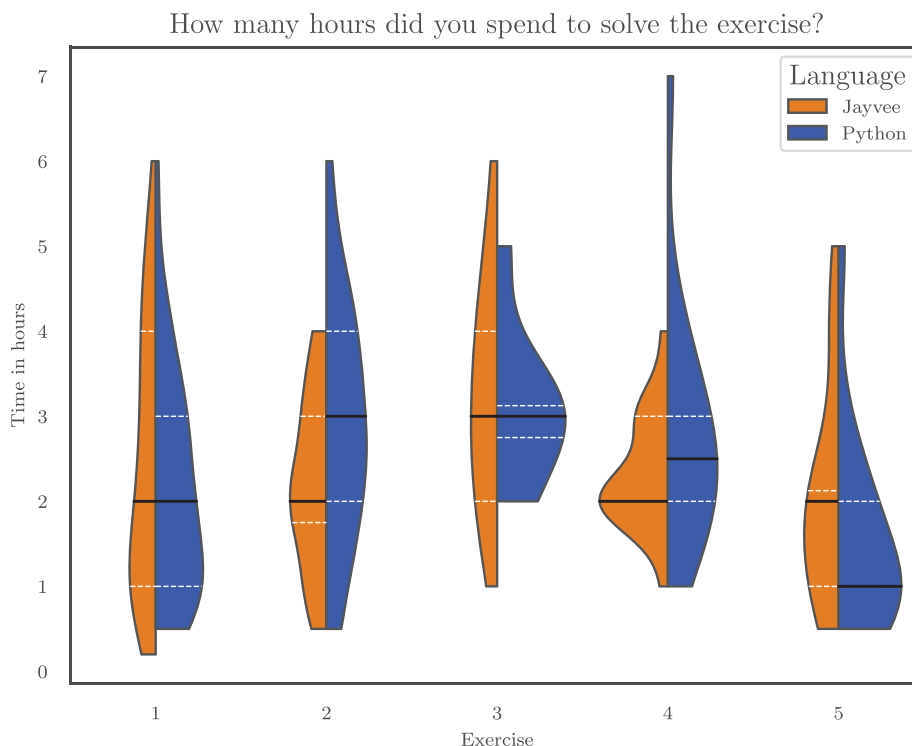 How many hours did you spend to solve the exercise?
Language
Jayvee
Python
7
6
5
4
3
2
1
0
Time in hours
1 2 3 4 5
Exercise